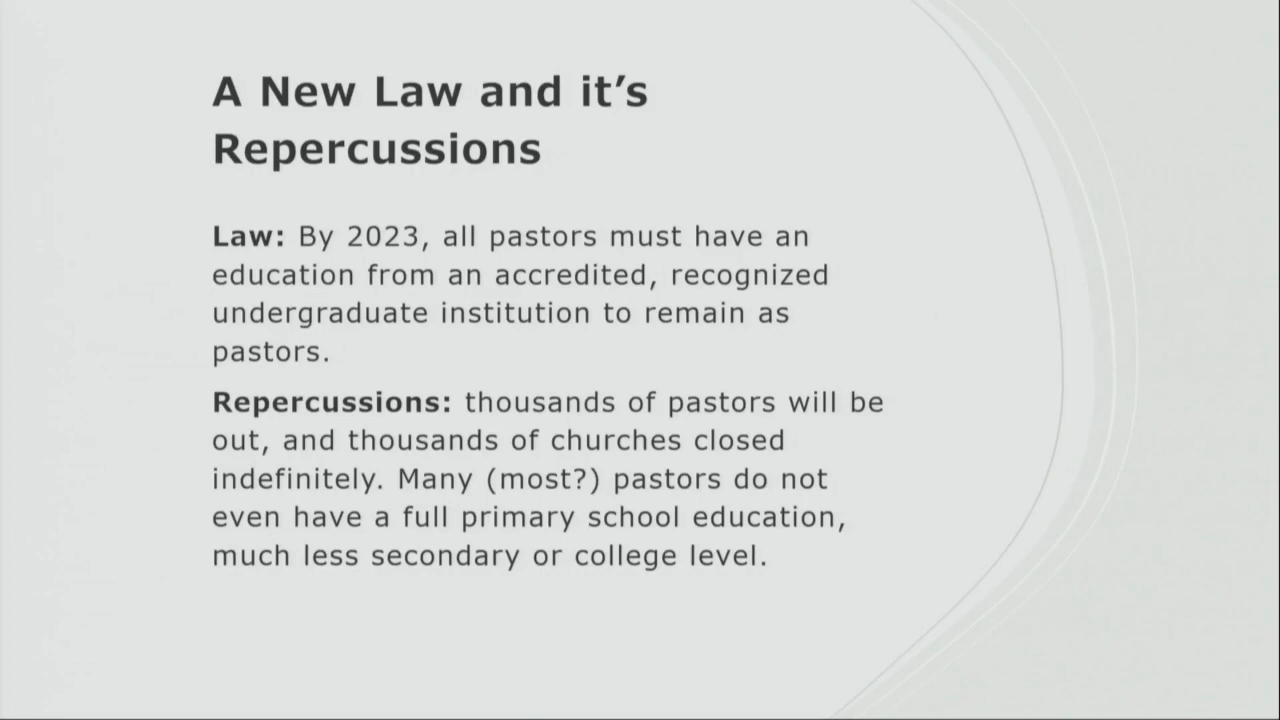 A New Law and it’s
Repercussions
Law: By 2023, all pastors must have an
education from an accredited, recognized
undergraduate institution to remain as
pastors.
Repercussions: thousands of pastors will be
out, and thousands of churches closed
indefinitely. Many (most?) pastors do not
even have a full primary school education,
much less secondary or college level.